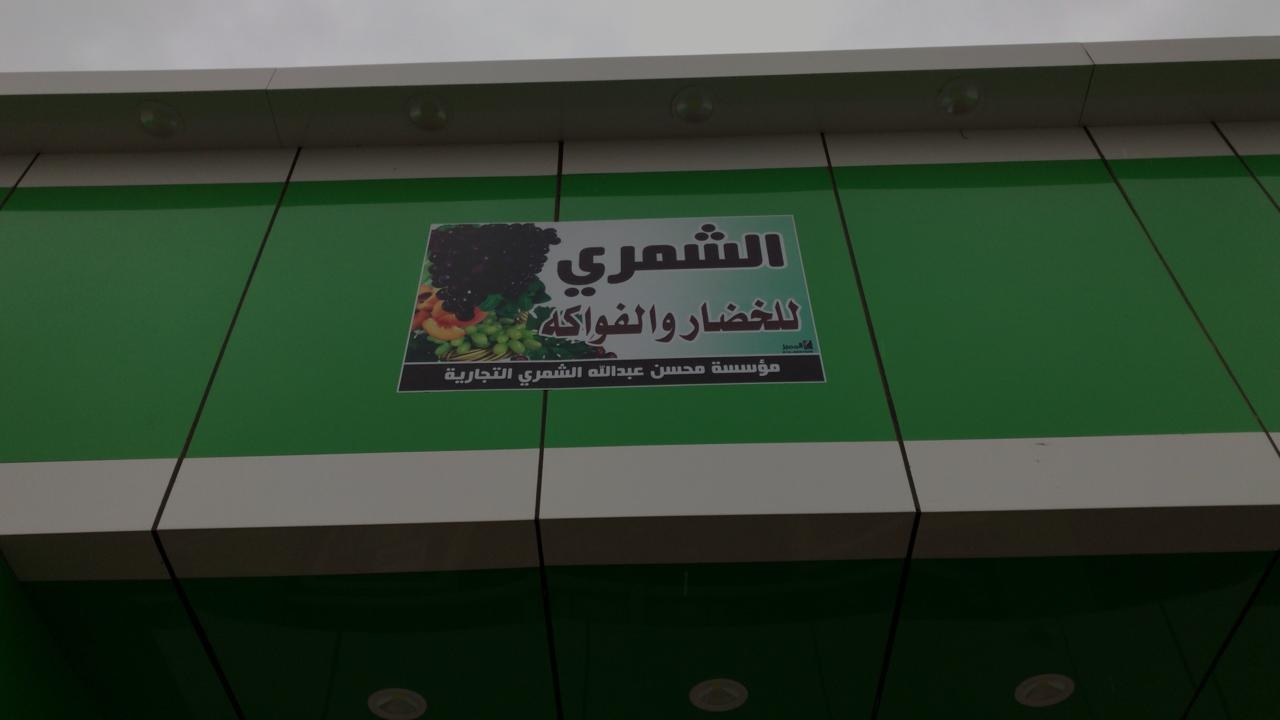 الشمري
للخضار والفواكه
مؤسسة محسن عبدالله الشمري التجارية